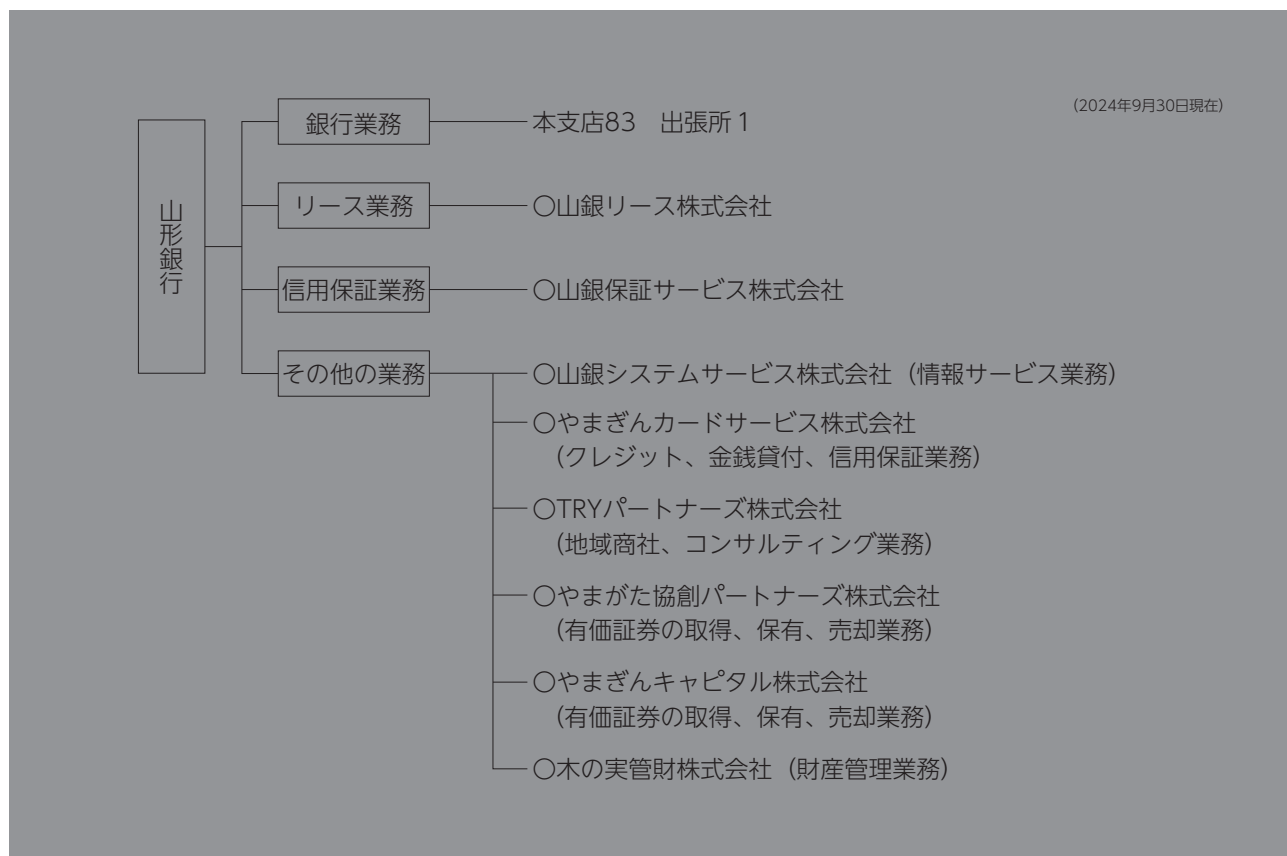 (2024年9月30日現在)
山形銀行
銀行業務
本支店83 出張所1
リース業務
○山銀リース株式会社
信用保証業務
○山銀保証サービス株式会社
その他の業務
○山銀システムサービス株式会社（情報サービス業務）
○やまぎんカードサービス株式会社
（クレジット、金銭貸付、信用保証業務）
○TRYパートナーズ株式会社
（地域商社、コンサルティング業務）
○やまがた協創パートナーズ株式会社
（有価証券の取得、保有、売却業務）
○やまぎんキャピタル株式会社
（有価証券の取得、保有、売却業務）
○木の実管財株式会社（財産管理業務）